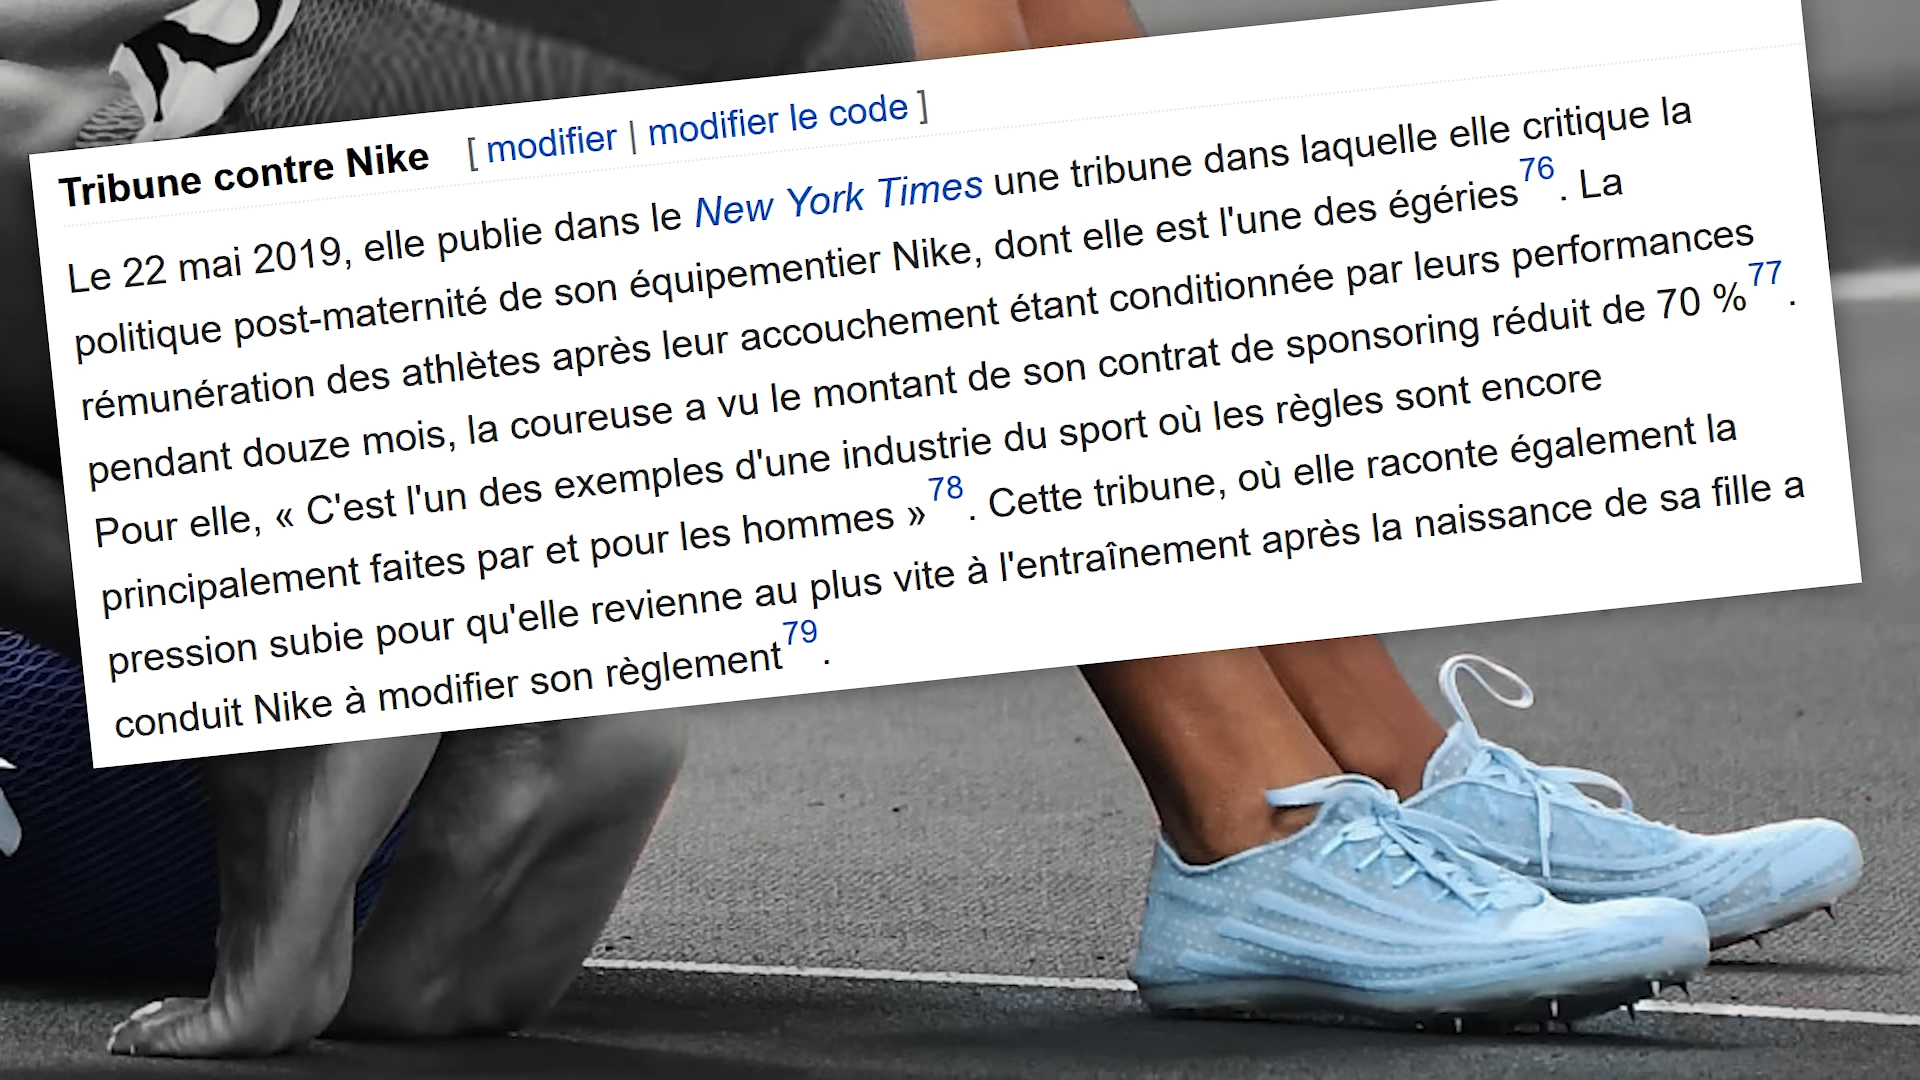 Tribune contre Nike [ modifier | modifier le code ]
Le 22 mai 2019, elle publie dans le New York Times une tribune dans laquelle elle critique la
politique post-maternité de son équipementier Nike, dont elle est l'une des égéries76. La
rémunération des athlètes après leur accouchement étant conditionnée par leurs performances
pendant douze mois, la coureuse a vu le montant de son contrat de sponsoring réduit de 70 %77.
Pour elle, « C'est l'un des exemples d'une industrie du sport où les règles sont encore
principalement faites par et pour les hommes »78. Cette tribune, où elle raconte également la
pression subie pour qu'elle revienne au plus vite à l'entraînement après la naissance de sa fille a
conduit Nike à modifier son règlement79.